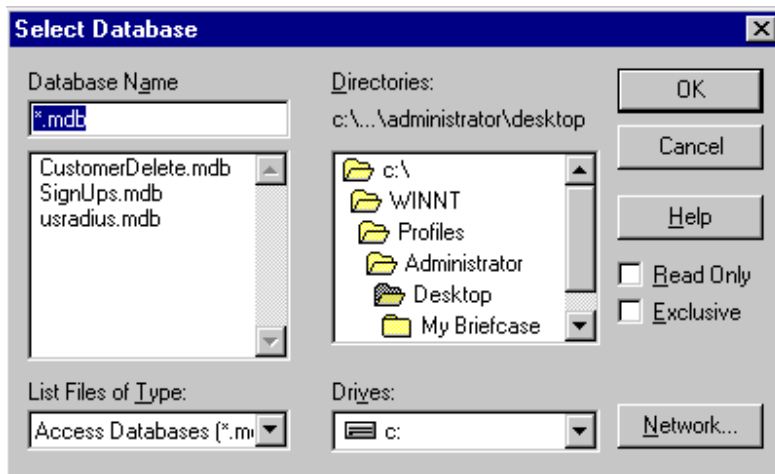 Select Database
Database Name
*.mdb
CustomerDelete.mdb
SignUps.mdb
usradius.mdb
List Files of Type:
Access Databases (*.m
Directories:
c:\...\administrator\desktop
c:\
WINNT
Profiles
Administrator
Desktop
My Briefcase
Drives:
c:
OK
Cancel
Help
Read Only
Exclusive
Network...